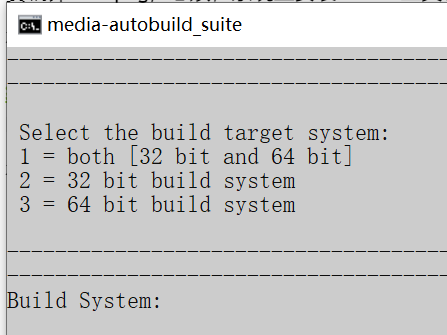 media-autobuild_suite
Select the build target system:
1 = both [32 bit and 64 bit]
2 = 32 bit build system
3 = 64 bit build system
Build System: